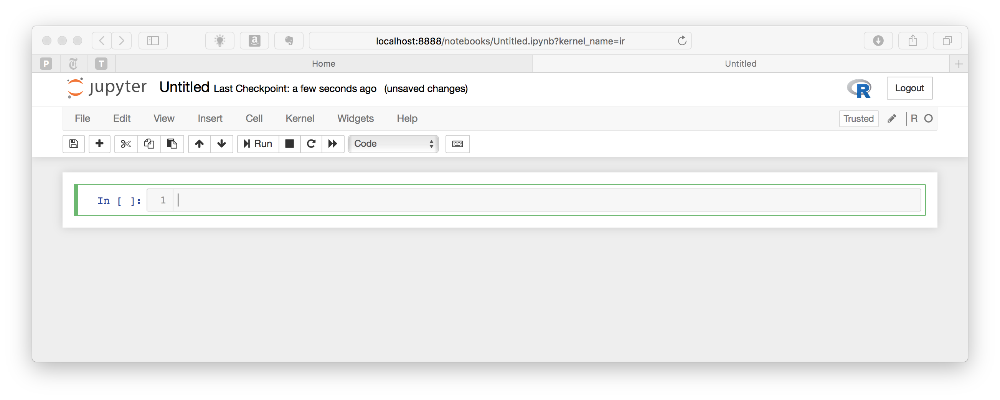 localhost:8888/notebooks/Untitled.ipynb?kernel_name=ir
P T T Home Untitled
jupyter Untitled Last Checkpoint: a few seconds ago (unsaved changes) R Logout
File Edit View Insert Cell Kernel Widgets Help Trusted R
Run Code
In [ ]: 1